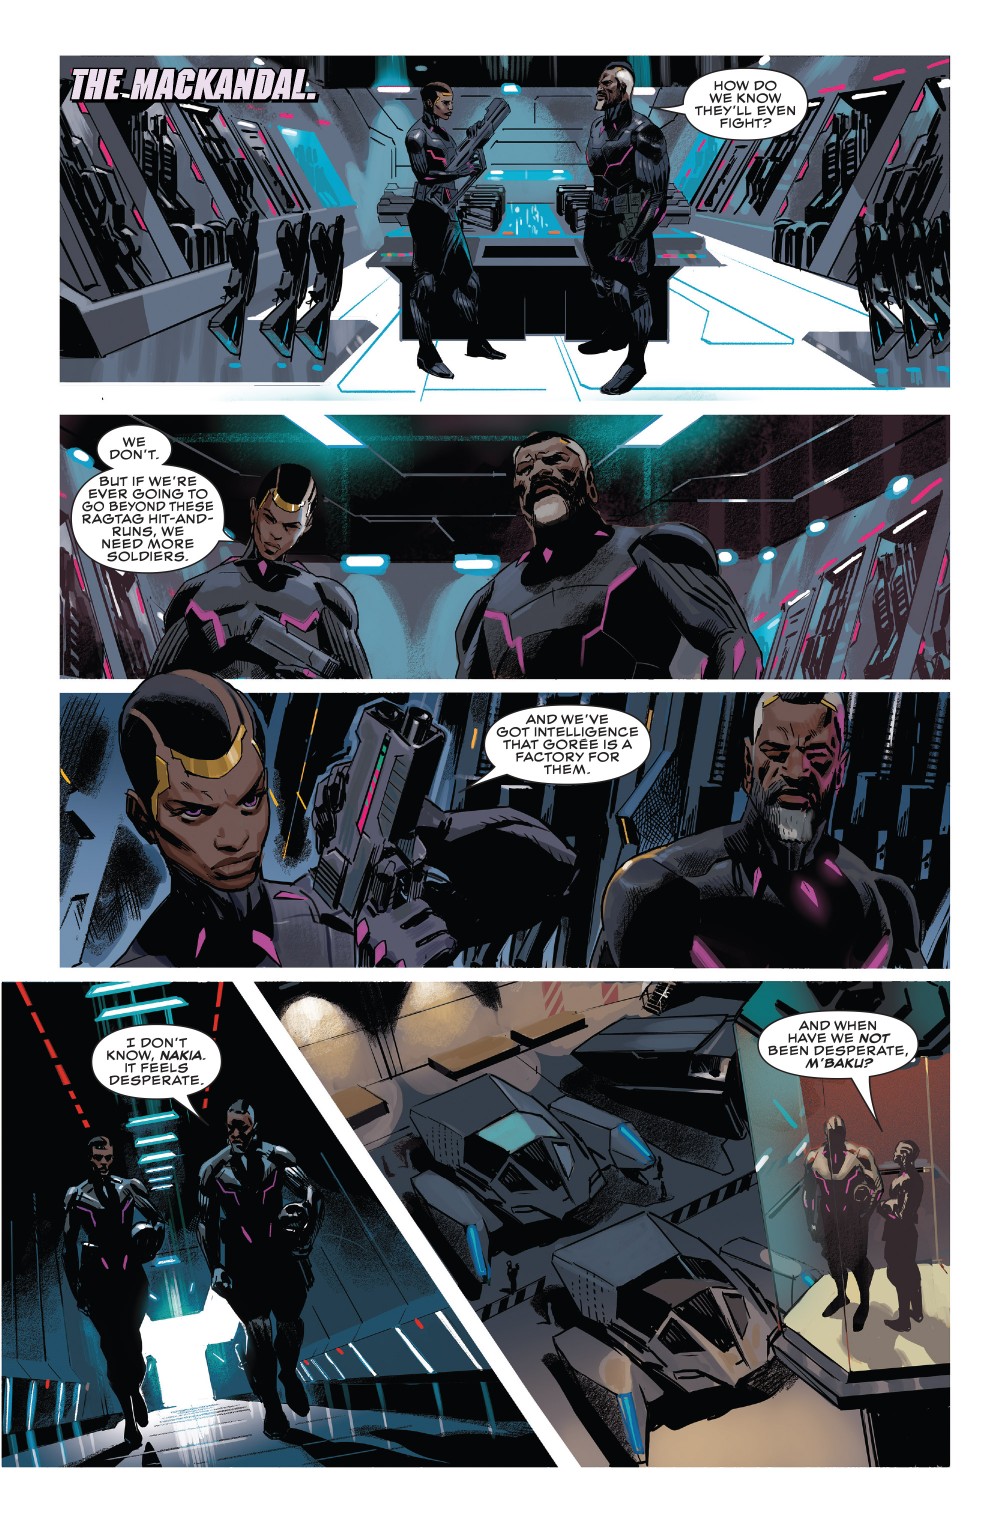 THE MACKANDAL.
HOW DO
WE KNOW
THEY'LL EVEN
FIGHT?
WE
DON'T.
BUT IF WE'RE
EVER GOING TO
GO BEYOND THESE
RAGTAG HIT-AND-
RUNS, WE
NEED MORE
SOLDIERS.
AND WE'VE
GOT INTELLIGENCE
THAT GORÉE IS A
FACTORY FOR
THEM.
I DON'T
KNOW, NAKIA.
IT FEELS
DESPERATE.
AND WHEN
HAVE WE NOT
BEEN DESPERATE,
M'BAKU?